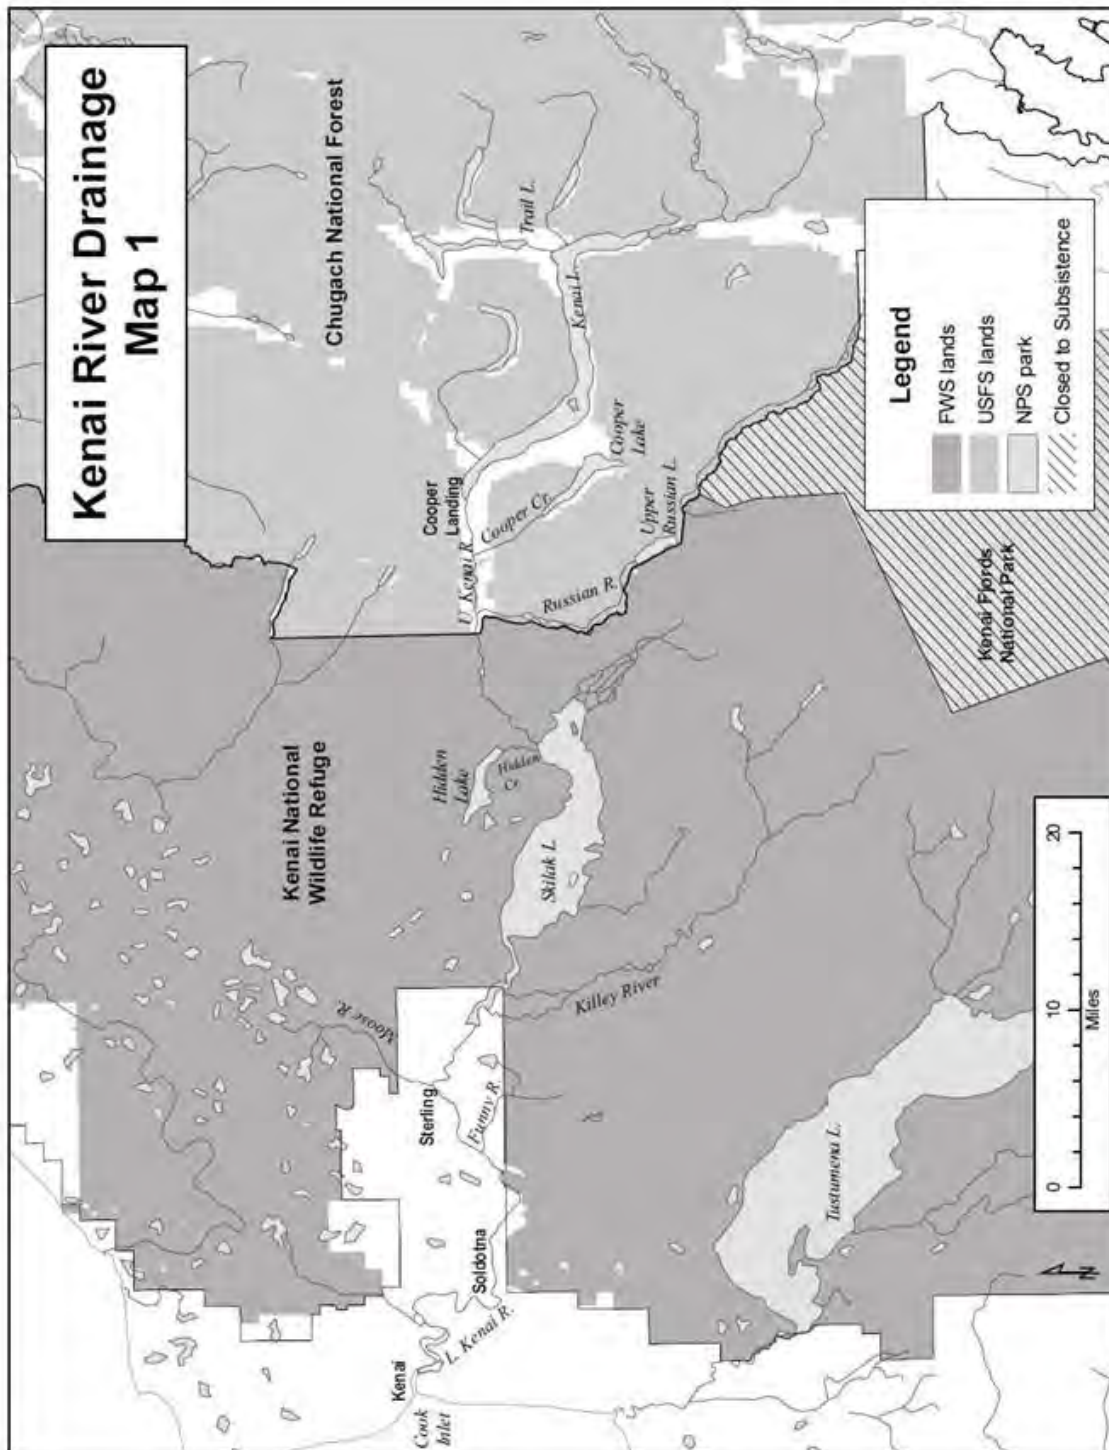 Kenai River Drainage
Map 1
Chugach National Forest
Kenai National
Wildlife Refuge
Kenai Fjords
National Park
Cooper
Landing
U Kenai R.
Cooper Cr.
Cooper
Lake
Kenai L.
Trail L.
Russian R.
Upper
Russian L.
Hidden
Lake
Hidden
Cr
Skilak L
Killey River
Moose R.
Sterling
Funny R.
Soldotna
L. Kenai R.
Kenai
Cook
Inlet
Tustumena L.
Legend
FWS lands
USFS lands
NPS park
Closed to Subsistence
0 10 20
Miles
N